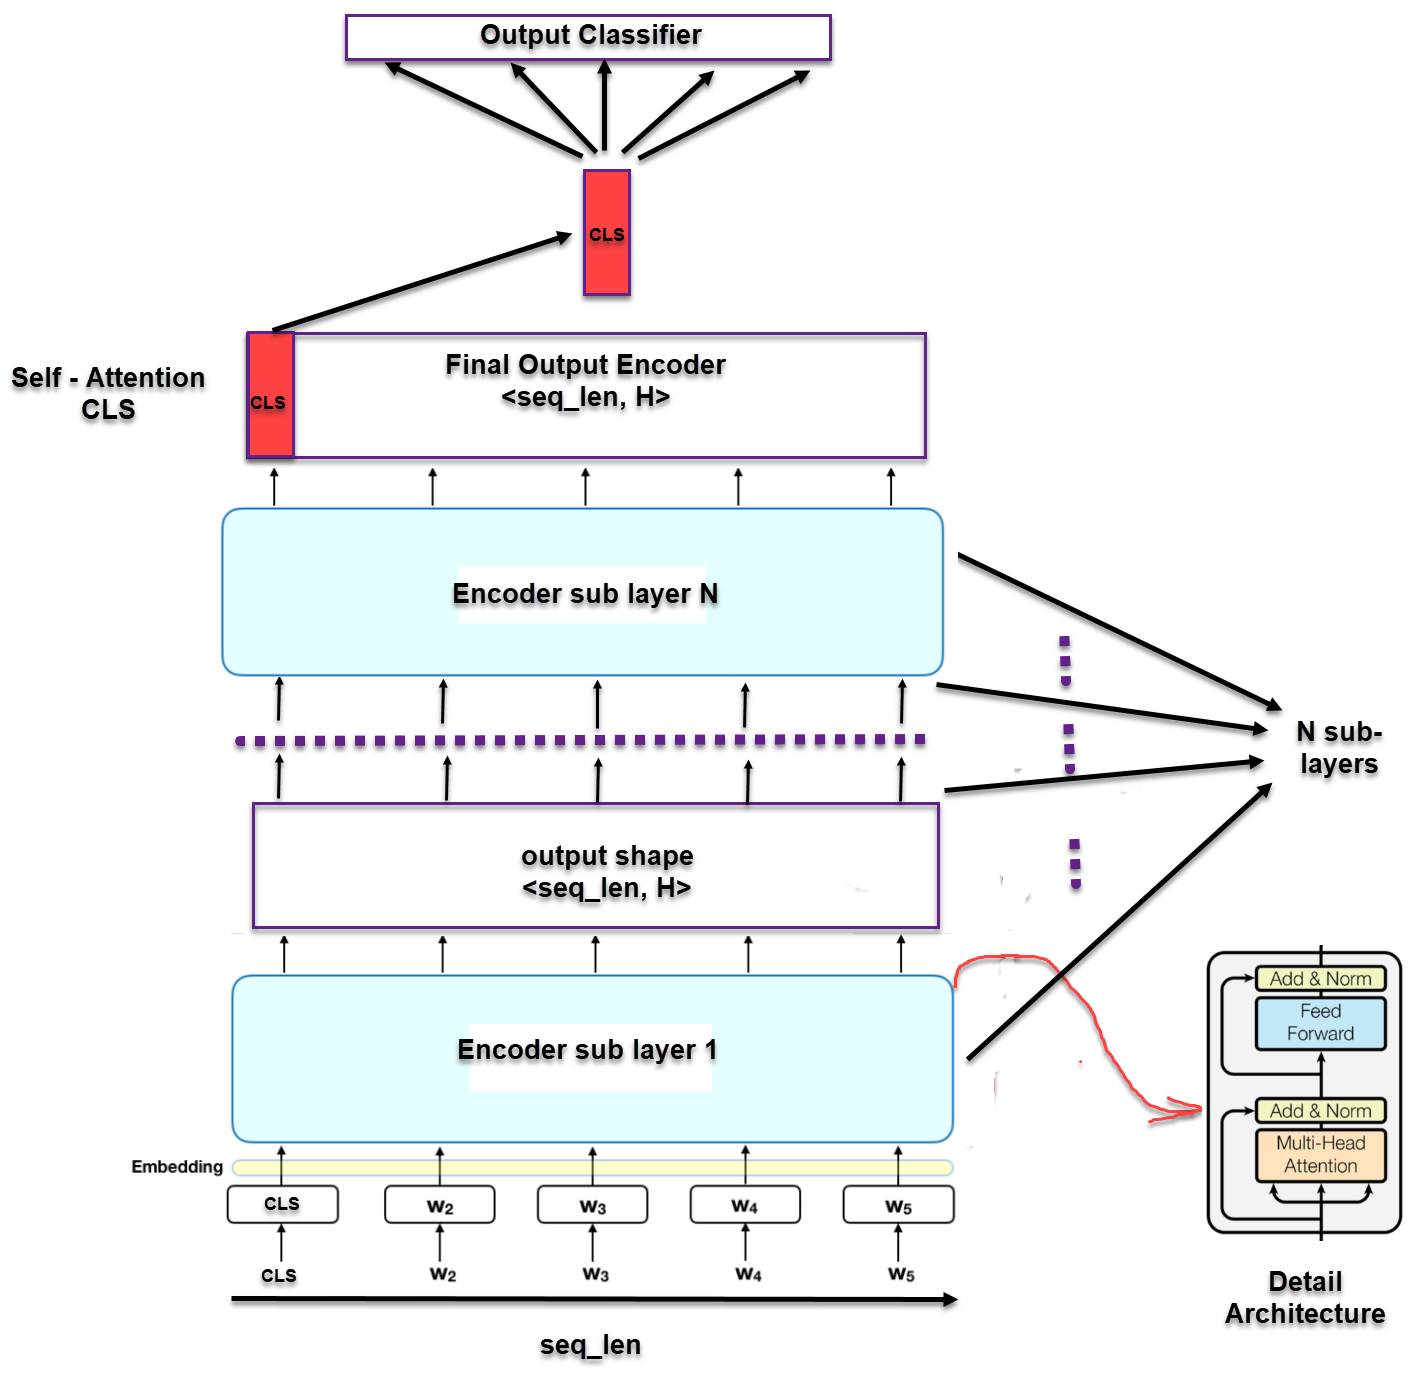 Output Classifier
CLS
Self - Attention
CLS
CLS
Final Output Encoder
<seq_len, H>
Encoder sub layer N
N sub-
layers
output shape
<seq_len, H>
Encoder sub layer 1
Add & Norm
Feed
Forward
Add & Norm
Multi-Head
Attention
Detail
Architecture
Embedding
CLS w₂ w₃ w₄ w₅
CLS w₂ w₃ w₄ w₅
seq_len